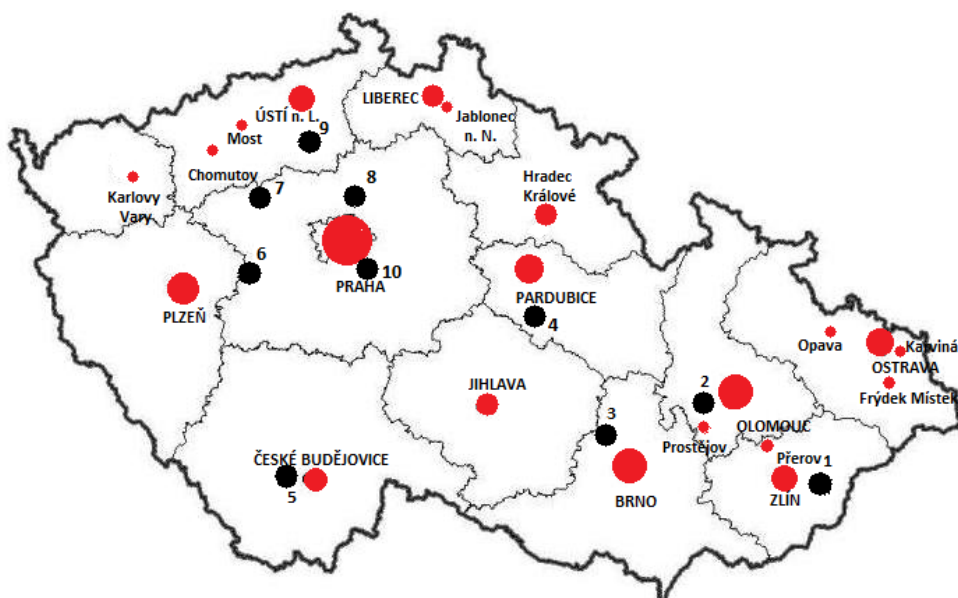 LIBEREC
ÚSTÍ n. L.
Jablonec
n. N.
Most
9
Chomutov
Hradec
Králové
Karlovy
Vary
7
8
6
10
PRAHA
PLZEŇ
PARDUBICE
4
Opava
Karviná
OSTRAVA
Frýdek Místek
JIHLAVA
2
3
OLOMOUC
Prostějov
Přerov
1
ČESKÉ BUDĚJOVICE
5
BRNO
ZLÍN